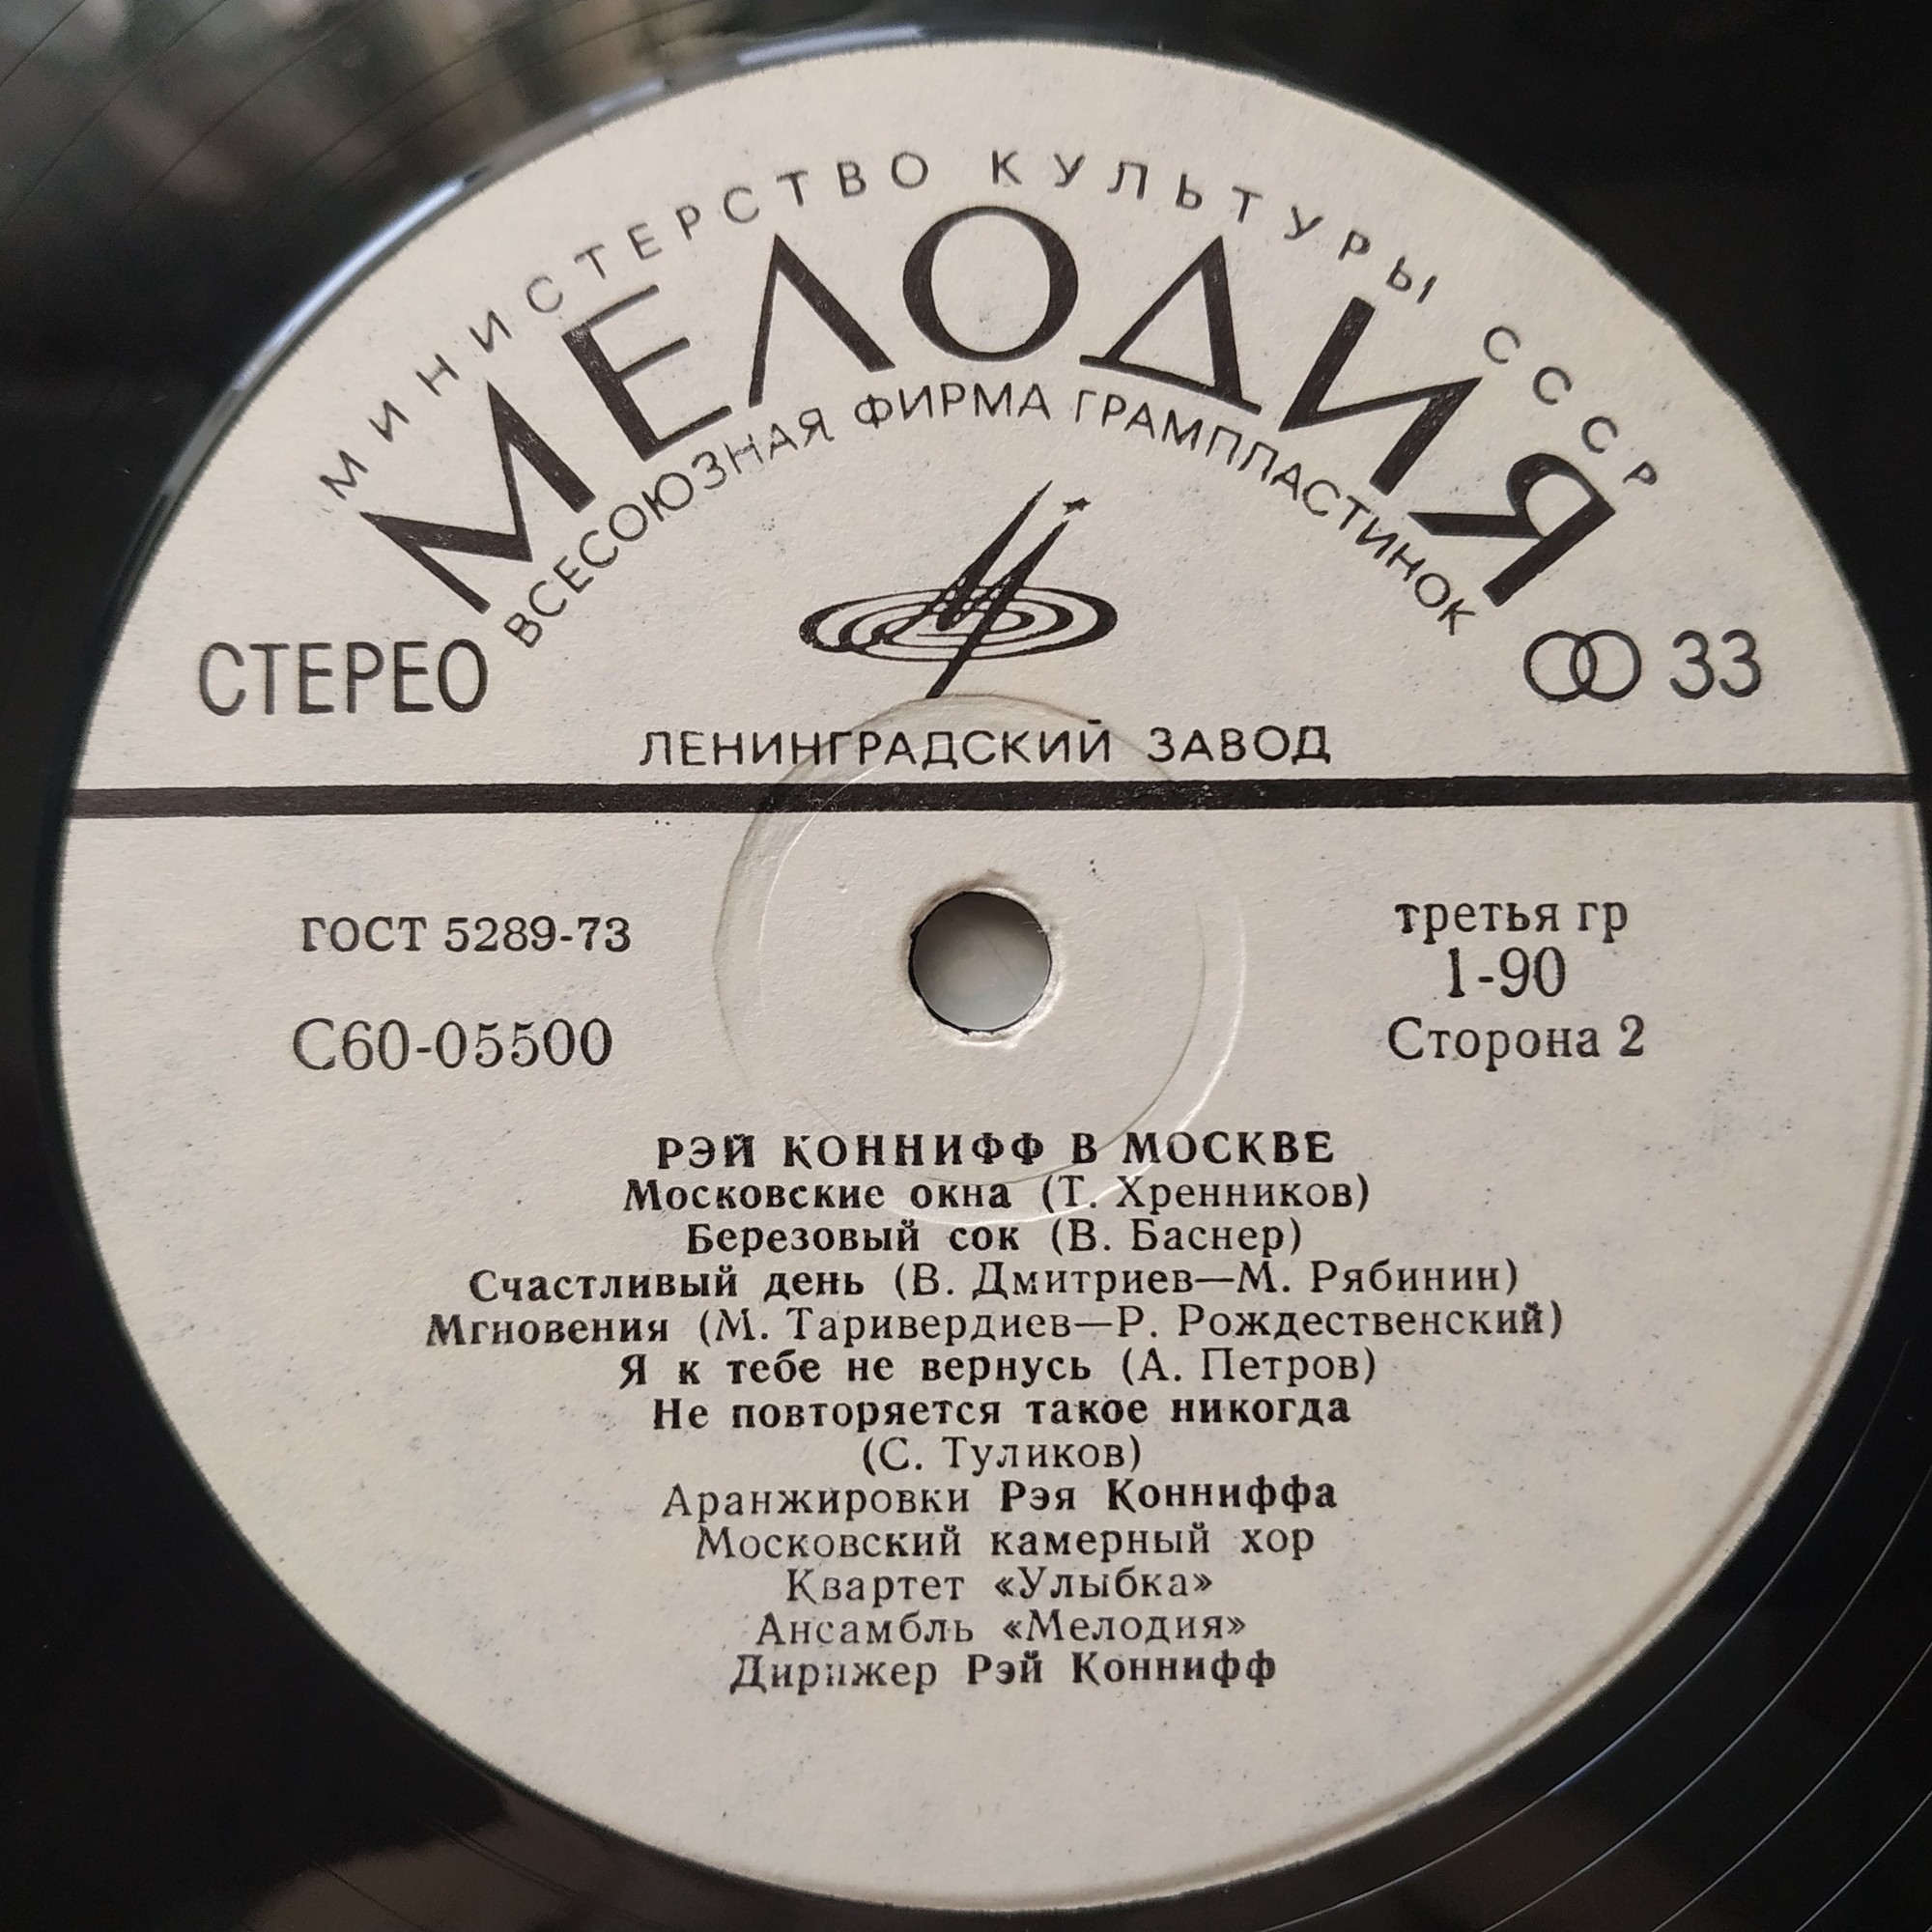 МИНИСТЕРСТВО КУЛЬТУРЫ СССР
МЕЛОДИЯ
ВСЕСОЮЗНАЯ ФИРМА ГРАМПЛАСТИНОК
СТЕРЕО
33
ЛЕНИНГРАДСКИЙ ЗАВОД
ГОСТ 5289-73
третья гр
1-90
С60-05500
Сторона 2
РЭЙ КОННИФФ В МОСКВЕ
Московские окна (Т. Хренников)
Березовый сок (В. Баснер)
Счастливый день (В. Дмитриев—М. Рябинин)
Мгновения (М. Таривердиев—Р. Рождественский)
Я к тебе не вернусь (А. Петров)
Не повторяется такое никогда
(С. Туликов)
Аранжировки Рэя Конниффа
Московский камерный хор
Квартет «Улыбка»
Ансамбль «Мелодия»
Дирижер Рэй Коннифф